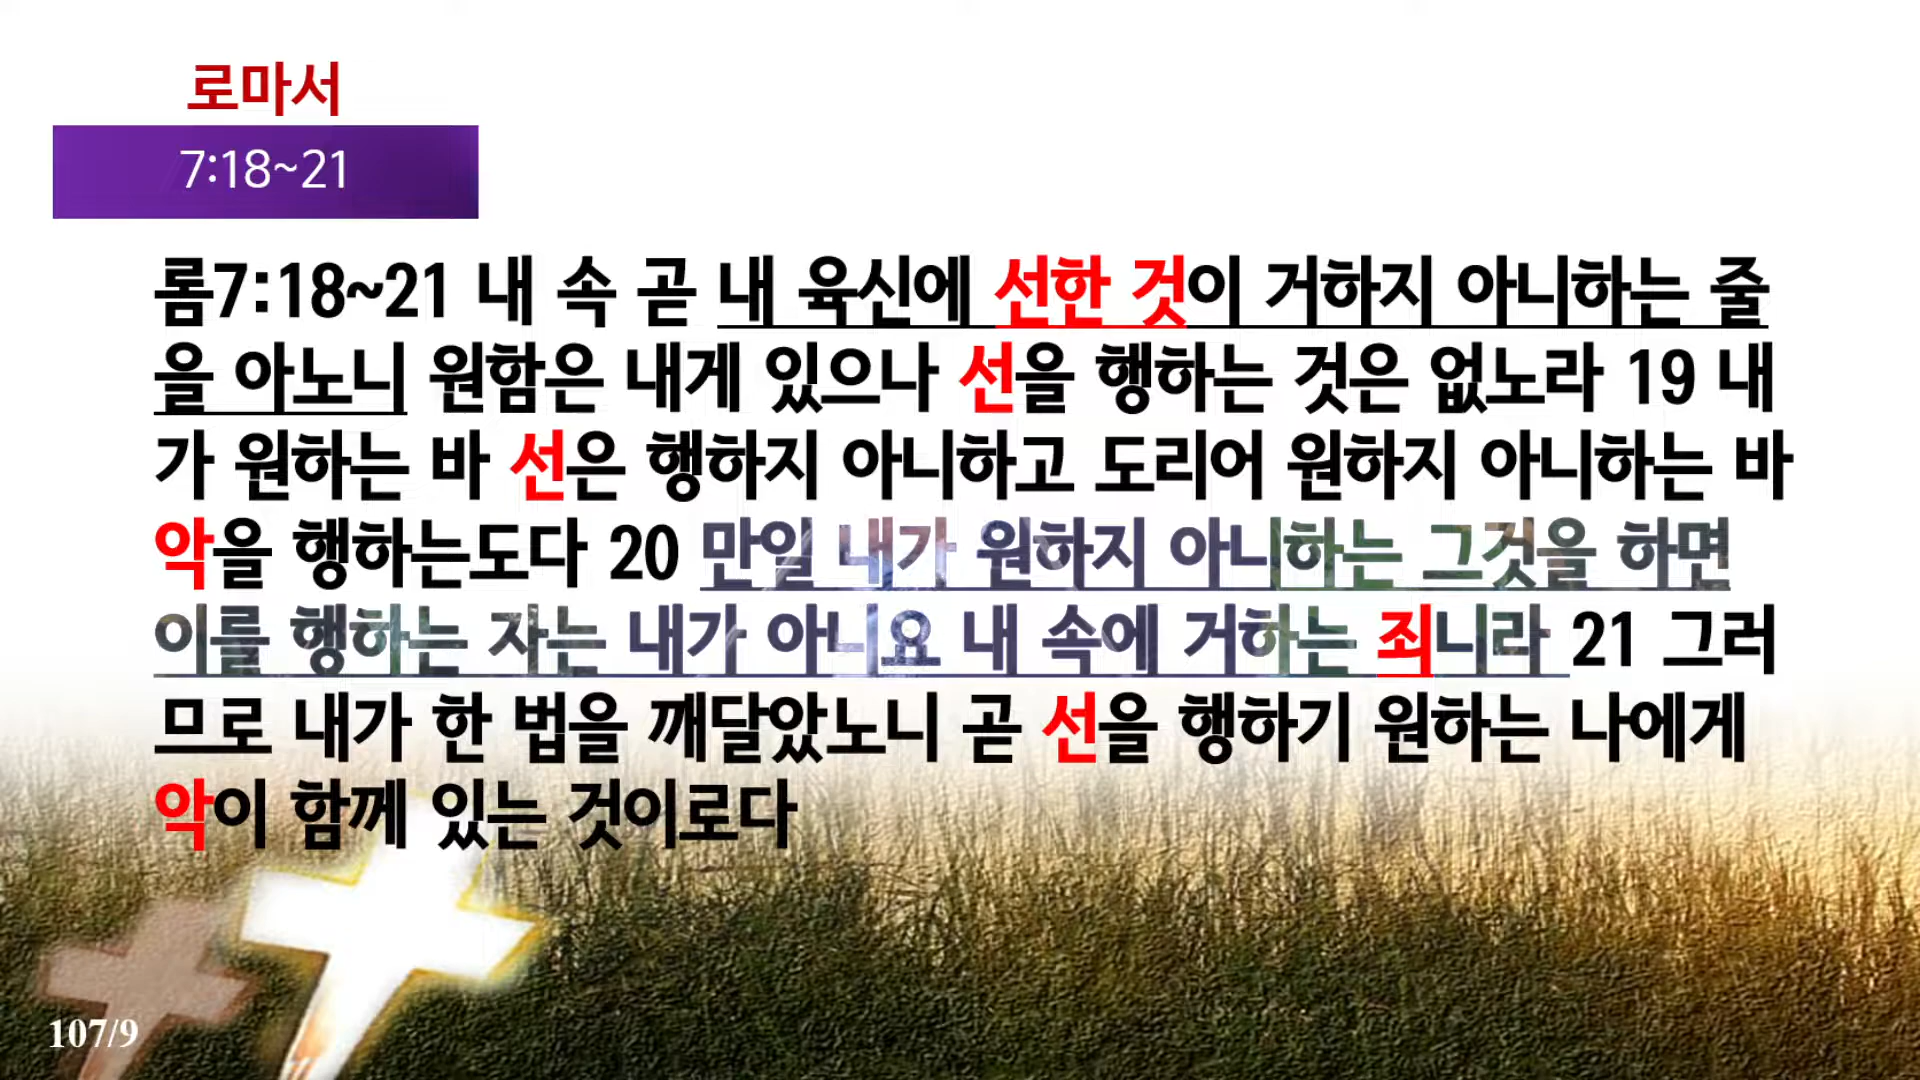 로마서
7:18~21
롬7:18~21 내 속 곧 내 육신에 선한 것이 거하지 아니하는 줄
을 아노니 원함은 내게 있으나 선을 행하는 것은 없노라 19 내
가 원하는 바 선은 행하지 아니하고 도리어 원하지 아니하는 바
악을 행하는도다 20 만일 내가 원하지 아니하는 그것을 하면
이를 행하는 자는 내가 아니요 내 속에 거하는 죄니라 21 그러
므로 내가 한 법을 깨달았노니 곧 선을 행하기 원하는 나에게
악이 함께 있는 것이로다
107/9